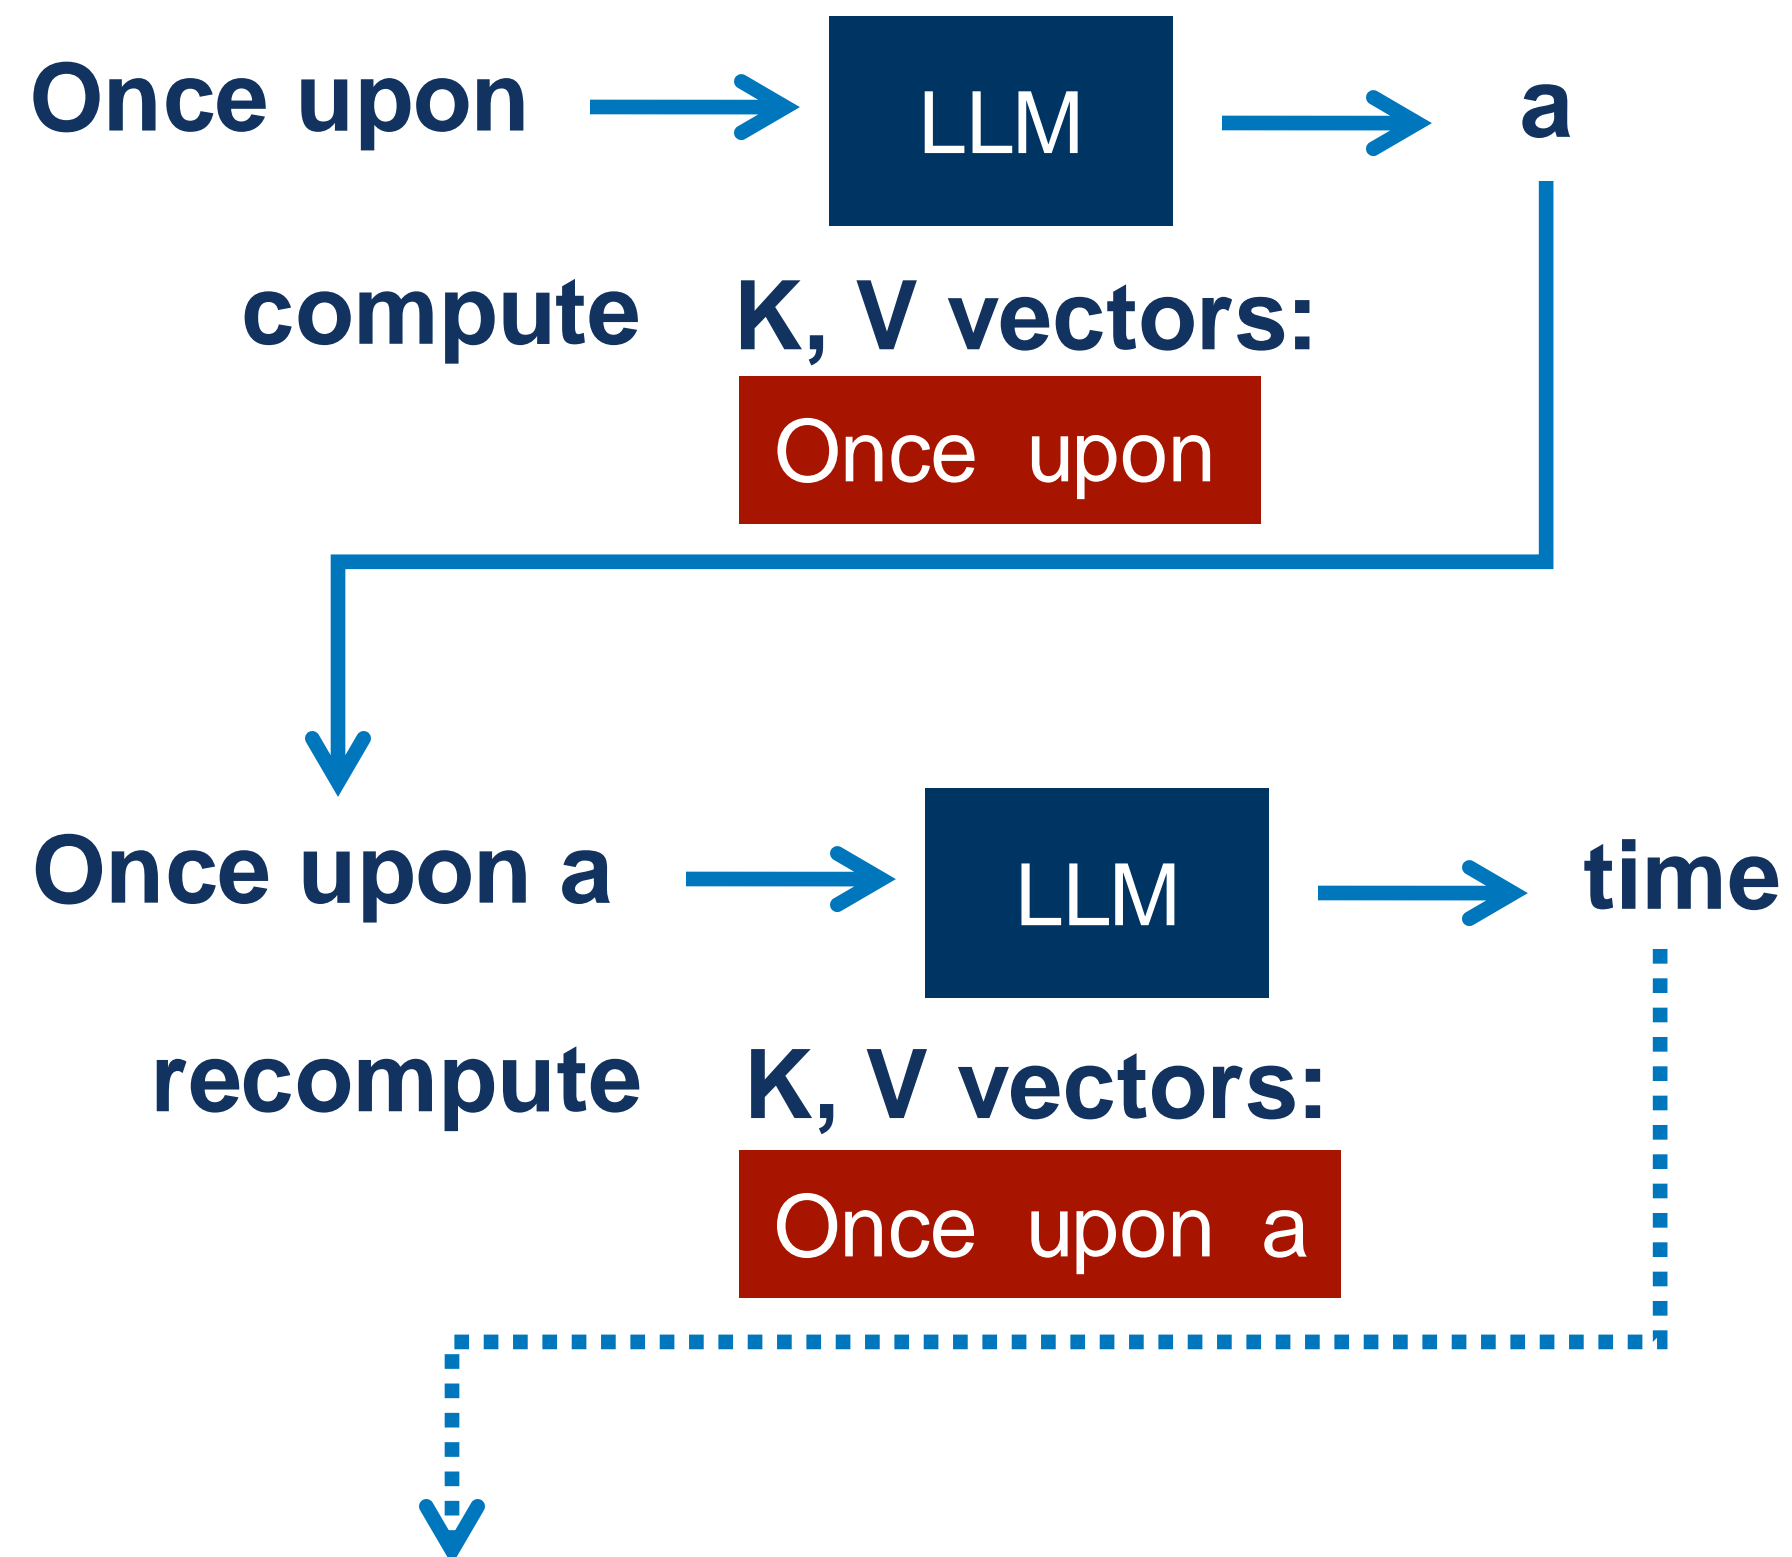 Once upon LLM a
compute K, V vectors:
Once upon
Once upon a LLM time
recompute K, V vectors:
Once upon a